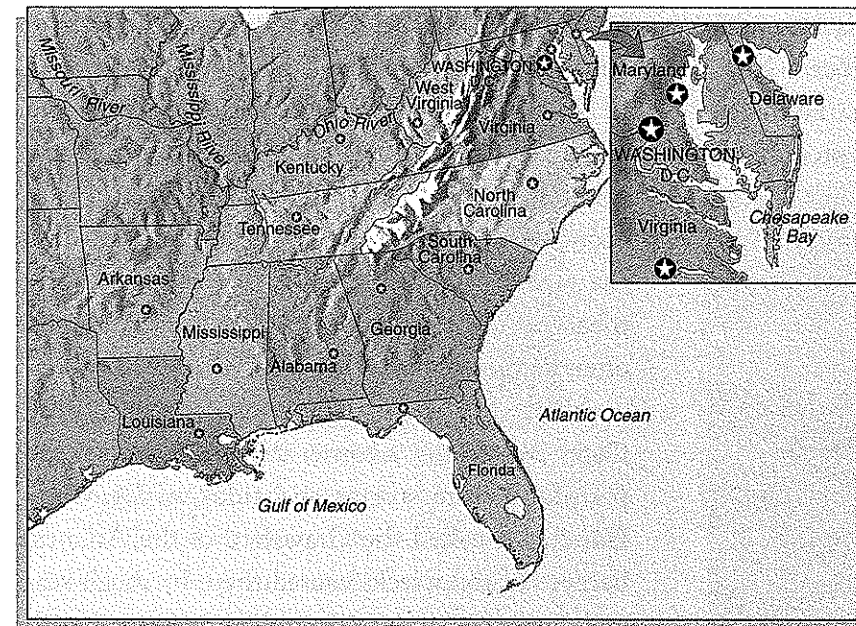 Missouri River
Mississippi River
Ohio River
WASHINGTON
West
Virginia
Virginia
Kentucky
North
Carolina
Tennessee
South
Carolina
Arkansas
Mississippi
Alabama
Georgia
Louisiana
Florida
Gulf of Mexico
Atlantic Ocean
Maryland
Delaware
WASHINGTON,
D.C.
Virginia
Chesapeake
Bay